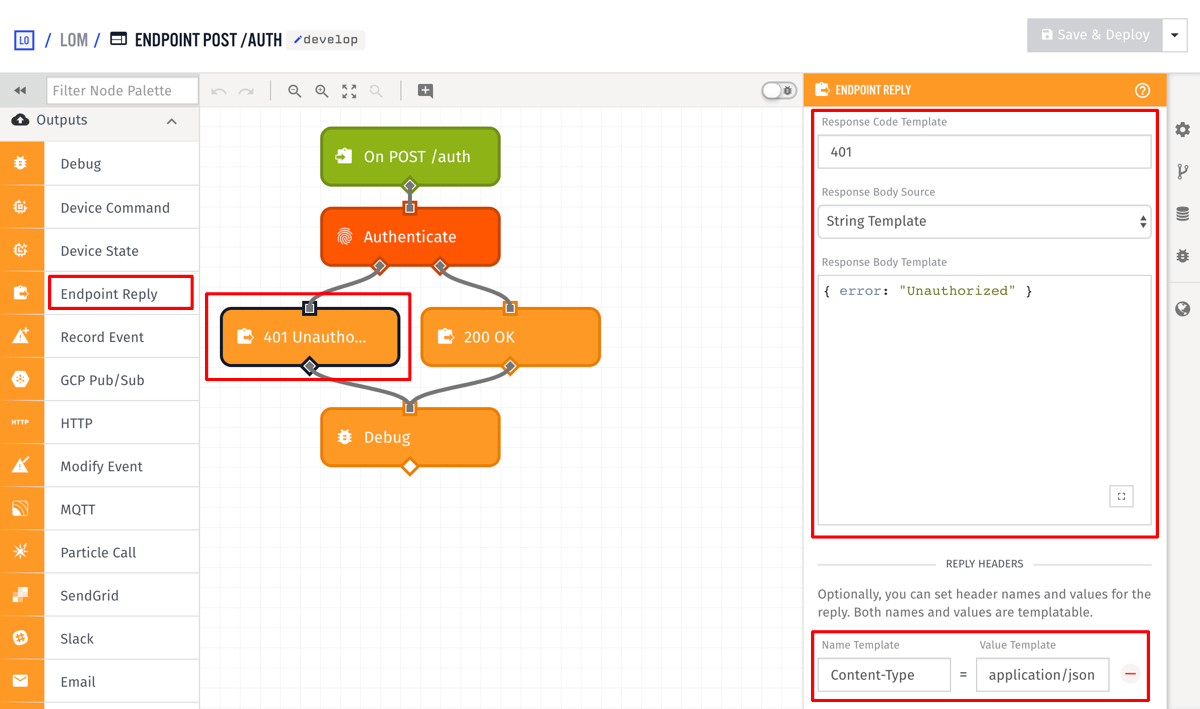 LO / LOM / ENDPOINT POST /AUTH develop
Save & Deploy
Filter Node Palette
Outputs
Debug
Device Command
Device State
Endpoint Reply
Record Event
GCP Pub/Sub
HTTP HTTP
Modify Event
MQTT
Particle Call
SendGrid
Slack
Email
On POST /auth
Authenticate
401 Unautho...
200 OK
Debug
ENDPOINT REPLY
Response Code Template
401
Response Body Source
String Template
Response Body Template
{ error: "Unauthorized" }
REPLY HEADERS
Optionally, you can set header names and values for the
reply. Both names and values are templatable.
Name Template Value Template
Content-Type = application/json